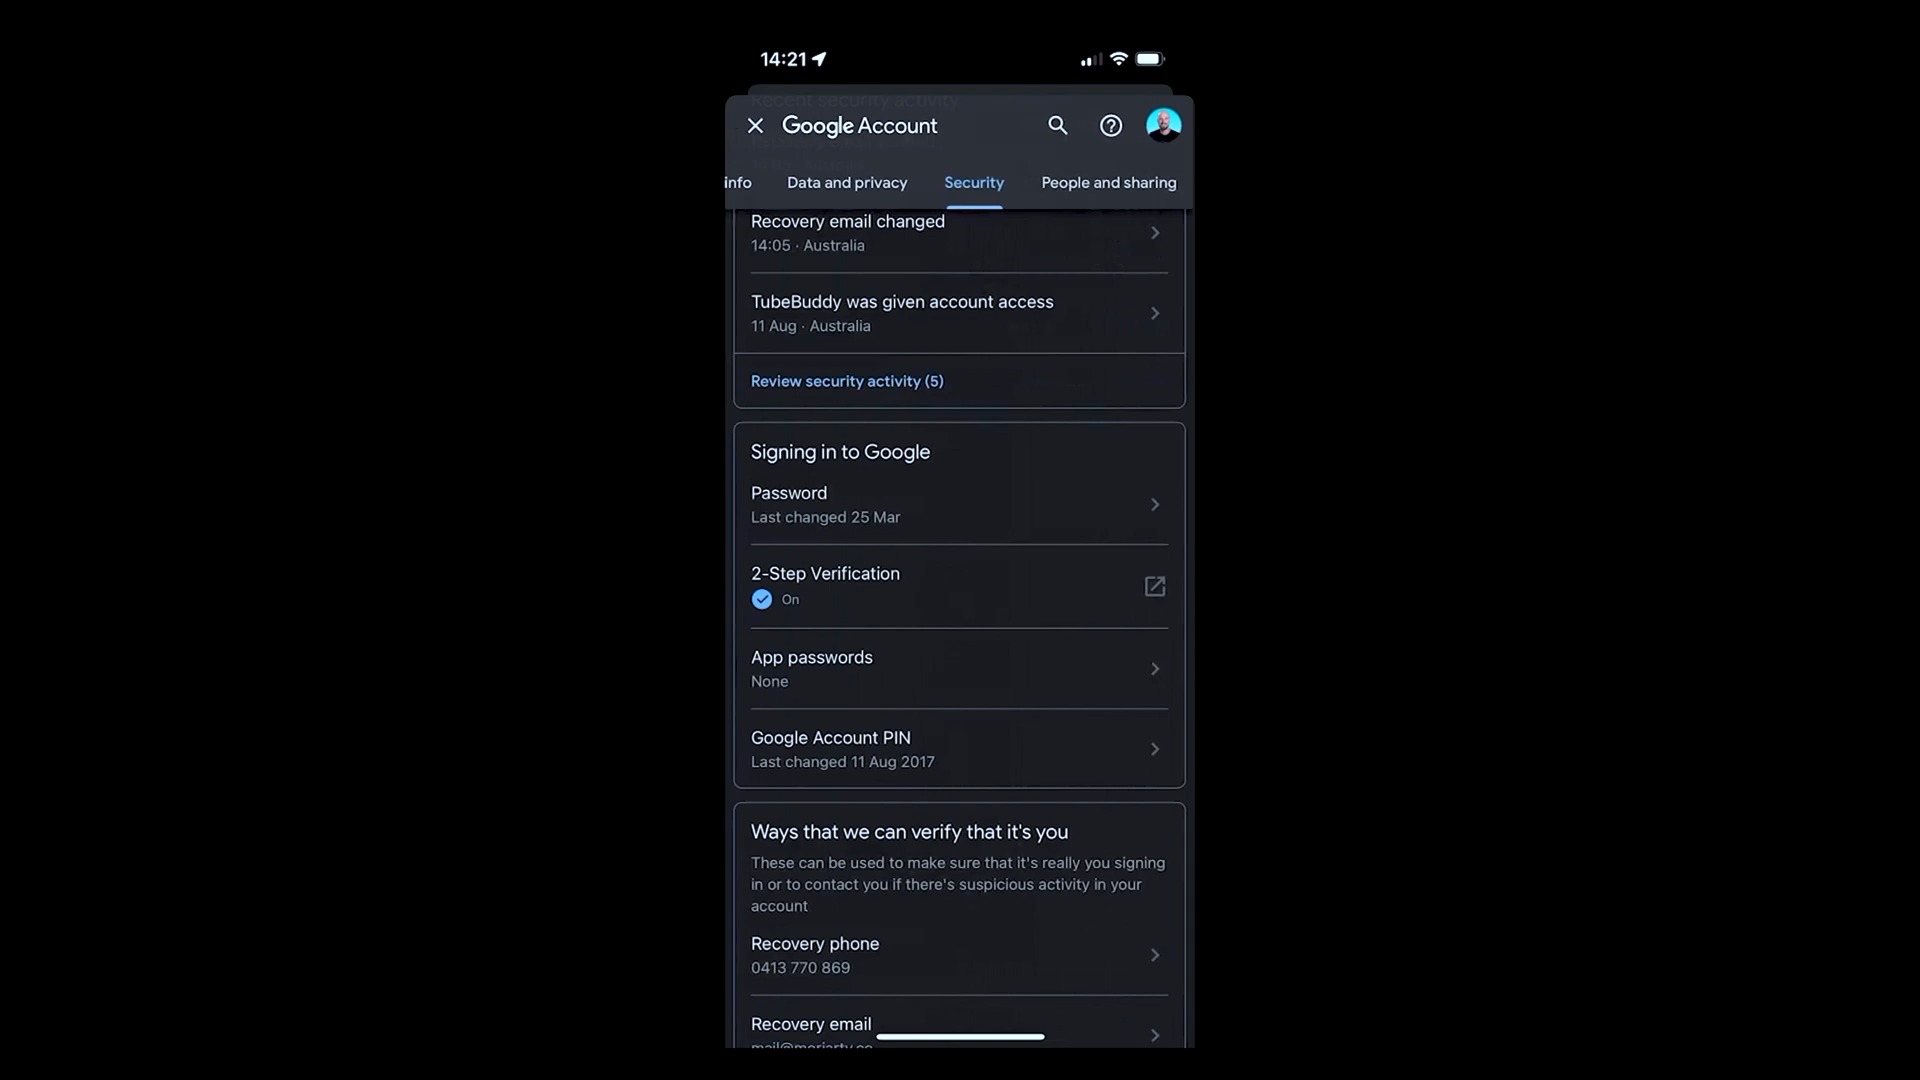 14:21
Recent security activity
Google Account
info
Data and privacy
Security
People and sharing
Recovery email changed
14:05 · Australia
TubeBuddy was given account access
11 Aug · Australia
Review security activity (5)
Signing in to Google
Password
Last changed 25 Mar
2-Step Verification
On
App passwords
None
Google Account PIN
Last changed 11 Aug 2017
Ways that we can verify that it's you
These can be used to make sure that it's really you signing
in or to contact you if there's suspicious activity in your
account
Recovery phone
0413 770 869
Recovery email